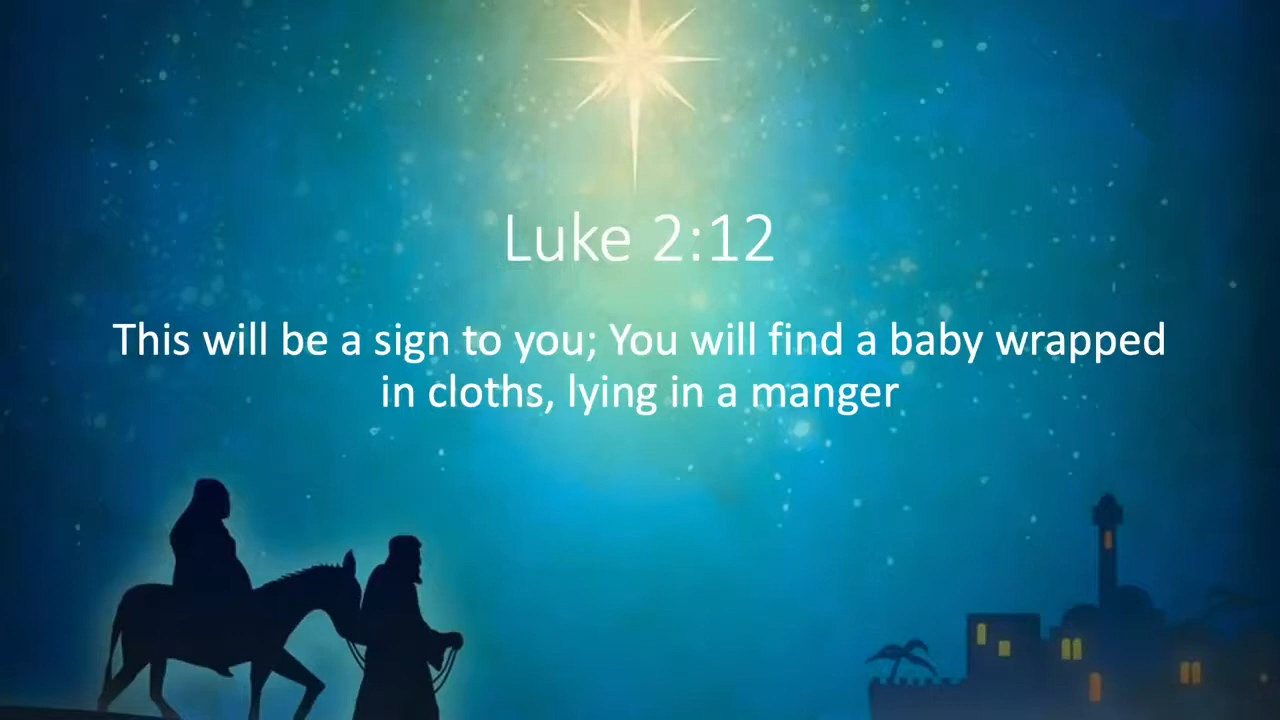 Luke 2:12
This will be a sign to you; You will find a baby wrapped
in cloths, lying in a manger